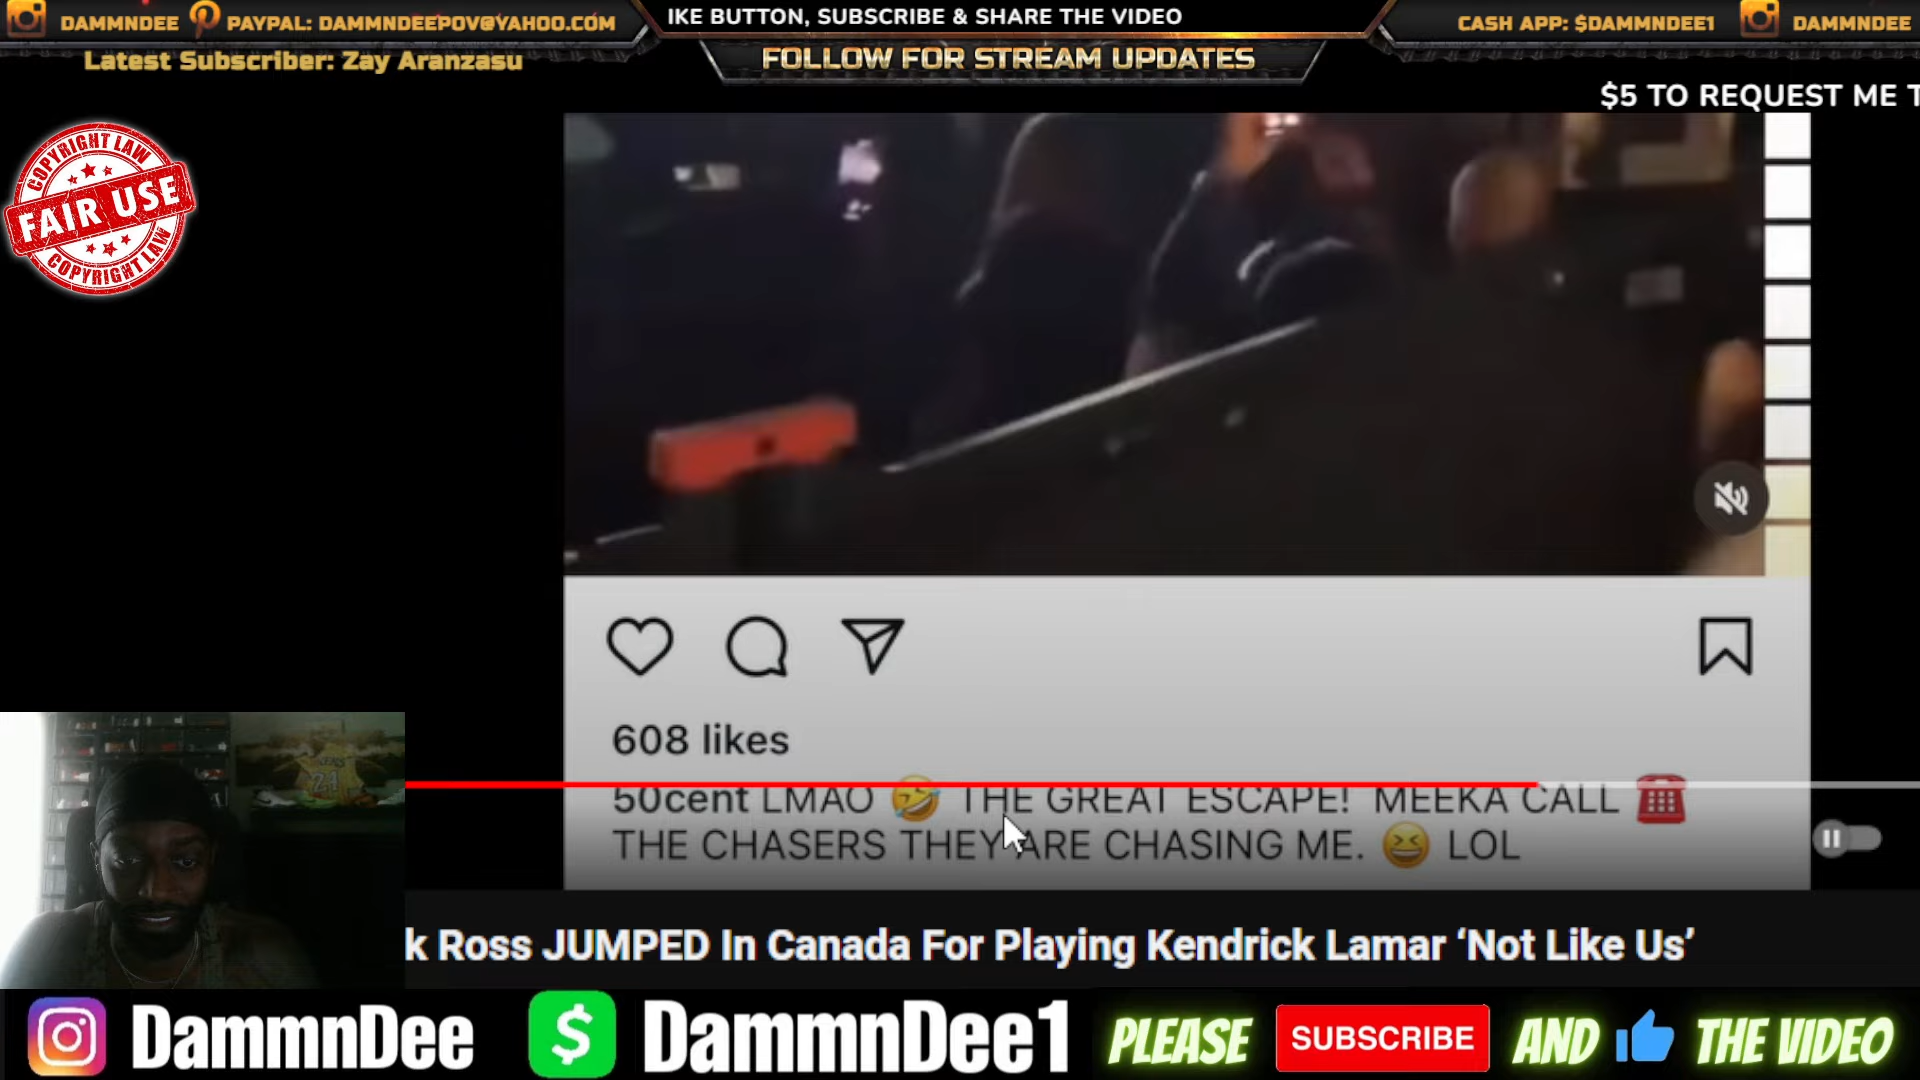 DAMMNDEE PAYPAL: DAMMNDEEPOV@YAHOO.COM
IKE BUTTON, SUBSCRIBE & SHARE THE VIDEO
CASH APP: $DAMMNDEE1 DAMMNDEE
Latest Subscriber: Zay Aranzasu
FOLLOW FOR STREAM UPDATES
$5 TO REQUEST ME T
COPYRIGHT LAW
FAIR USE
COPYRIGHT LAW
608 likes
50cent LMAO 🤣 THE GREAT ESCAPE! MEEKA CALL ☎️
THE CHASERS THEY ARE CHASING ME. 😆 LOL
k Ross JUMPED In Canada For Playing Kendrick Lamar ‘Not Like Us’
DammnDee $ DammnDee1 PLEASE SUBSCRIBE AND 👍 THE VIDEO